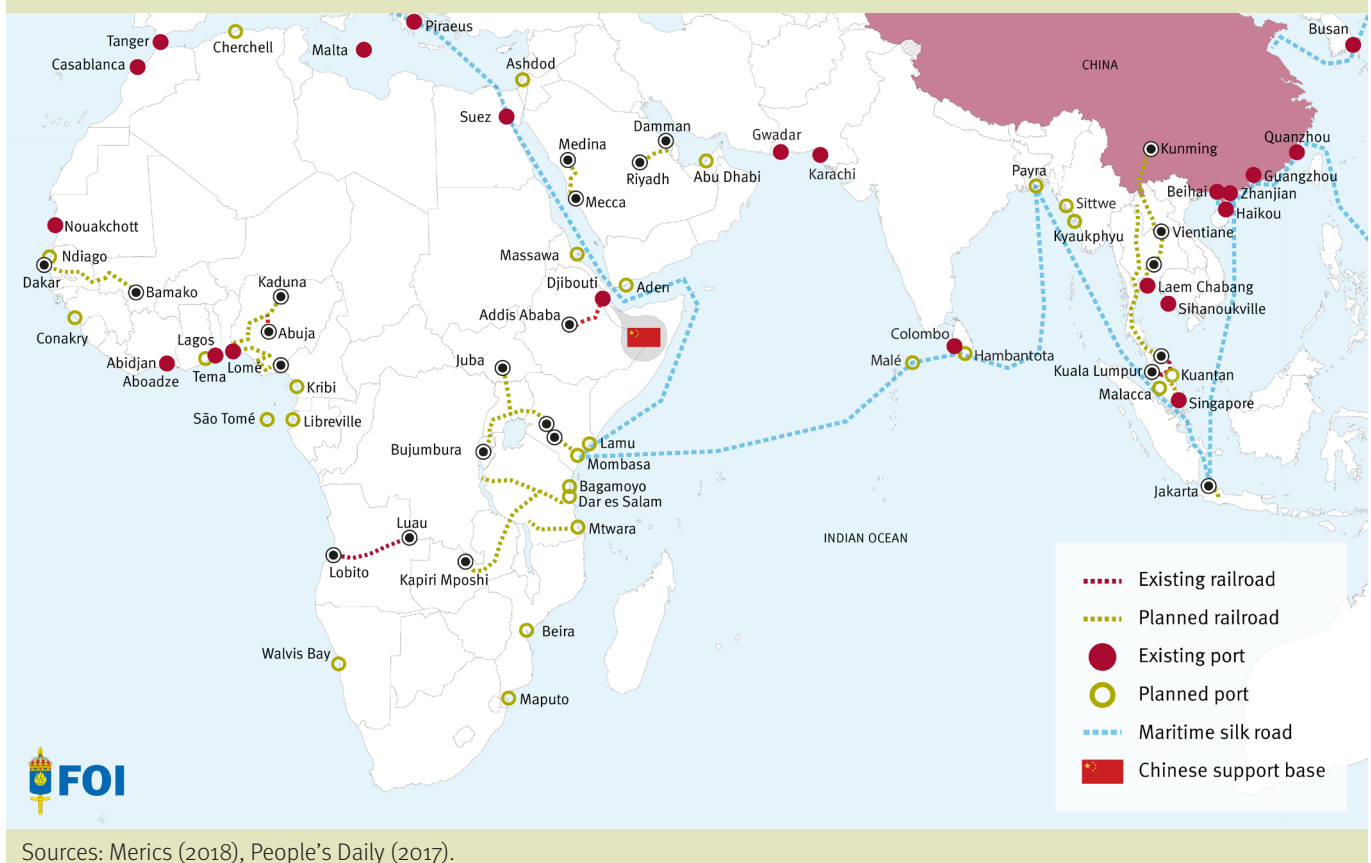 Piraeus
Busan
Tanger
Cherchell
Malta
Casablanca
Ashdod
CHINA
Suez
Damman
Gwadar
Quanzhou
Medina
Kunming
Riyadh
Abu Dhabi
Karachi
Payra
Guangzhou
Beihai
Zhanjian
Mecca
Sittwe
Haikou
Nouakchott
Kyaukphyu
Vientiane
Massawa
Ndiago
Dakar
Kaduna
Djibouti
Aden
Laem Chabang
Bamako
Sihanoukville
Addis Ababa
Conakry
Abuja
Lagos
Colombo
Hambantota
Abidjan
Aboadze
Tema
Lomé
Juba
Malé
Kuala Lumpur
Kuantan
Kribi
Malacca
Singapore
São Tomé
Libreville
Lamu
Bujumbura
Mombasa
Bagamoyo
Dar es Salam
Jakarta
Luau
Mtwara
INDIAN OCEAN
Lobito
Kapiri Mposhi
Existing railroad
Planned railroad
Beira
Existing port
Walvis Bay
Planned port
Maputo
Maritime silk road
Chinese support base
FOI
Sources: Merics (2018), People's Daily (2017).